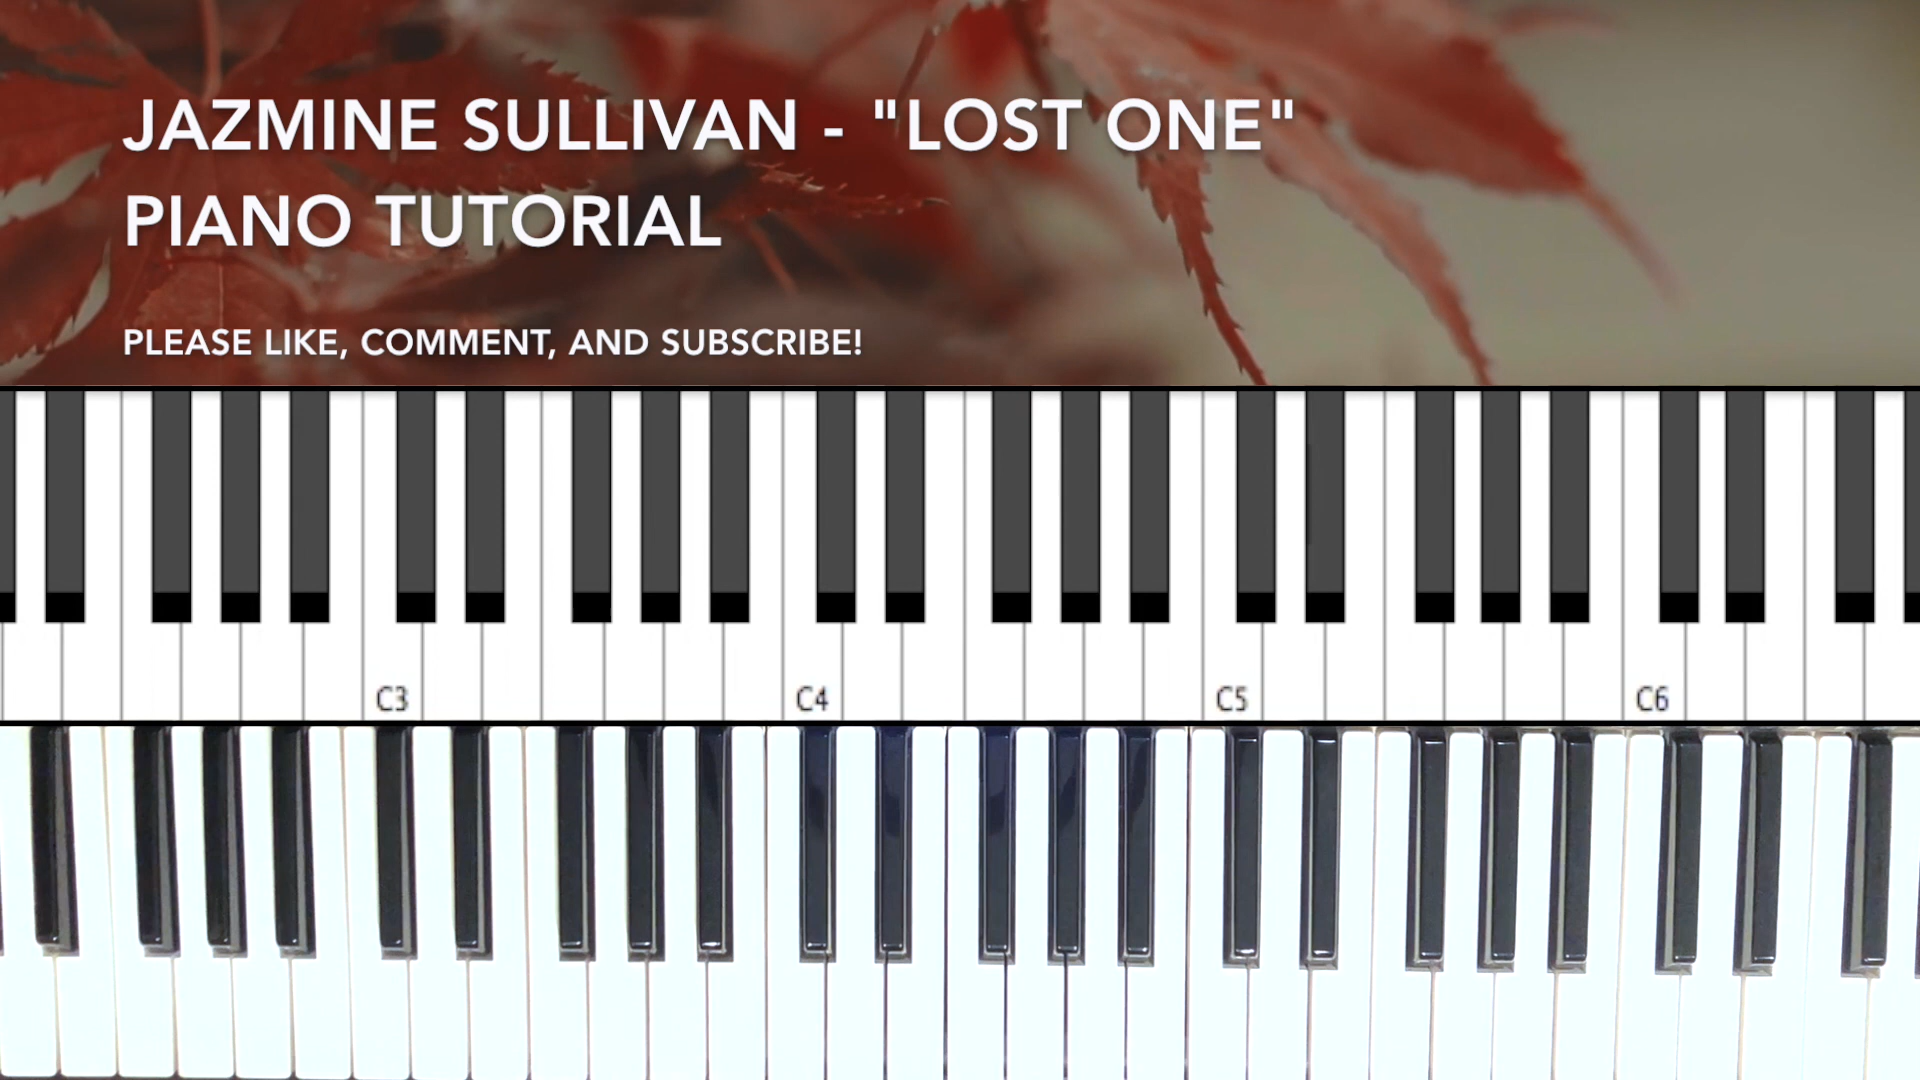 JAZMINE SULLIVAN - "LOST ONE"
PIANO TUTORIAL
PLEASE LIKE, COMMENT, AND SUBSCRIBE!
C3 C4 C5 C6